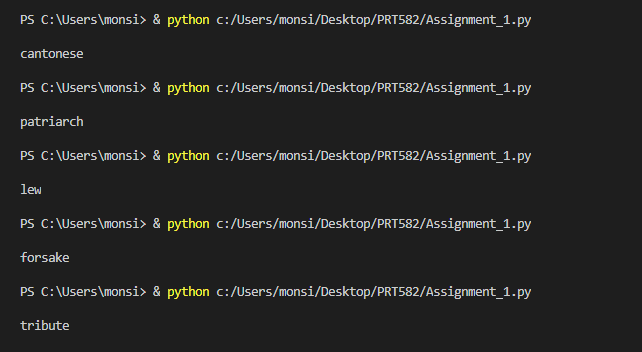 PS C:\Users\monsi> & python c:/Users/monsi/Desktop/PRT582/Assignment_1.py
cantonese
PS C:\Users\monsi> & python c:/Users/monsi/Desktop/PRT582/Assignment_1.py
patriarch
PS C:\Users\monsi> & python c:/Users/monsi/Desktop/PRT582/Assignment_1.py
lew
PS C:\Users\monsi> & python c:/Users/monsi/Desktop/PRT582/Assignment_1.py
forsake
PS C:\Users\monsi> & python c:/Users/monsi/Desktop/PRT582/Assignment_1.py
tribute